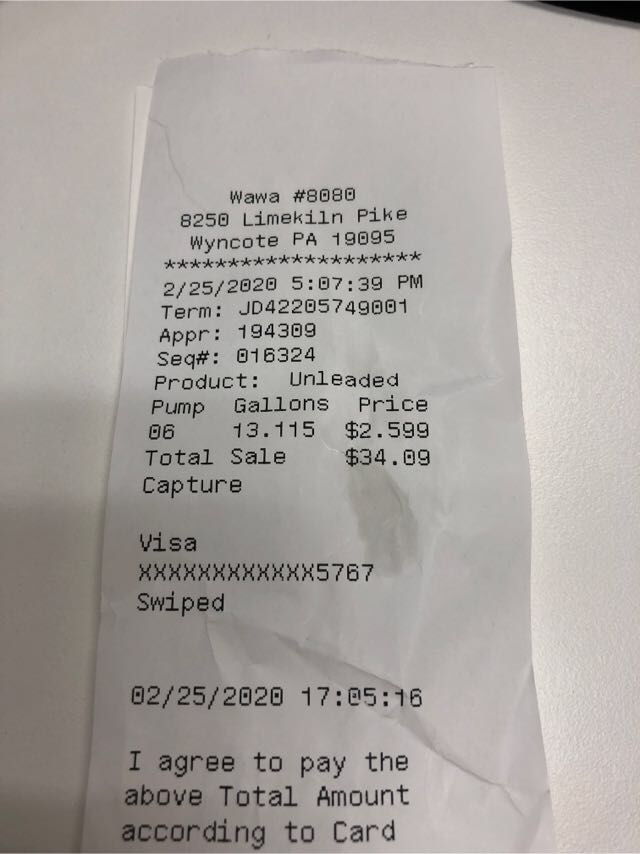 Wawa #8080
8250 Limekiln Pike
Wyncote PA 19095
********************
2/25/2020 5:07:39 PM
Term: JD42205749001
Appr: 194309
Seq#: 016324
Product: Unleaded
Pump Gallons Price
06 13.115 $2.599
Total Sale $34.09
Capture
Visa
XXXXXXXXXXXX5767
Swiped
02/25/2020 17:05:16
I agree to pay the
above Total Amount
according to Card